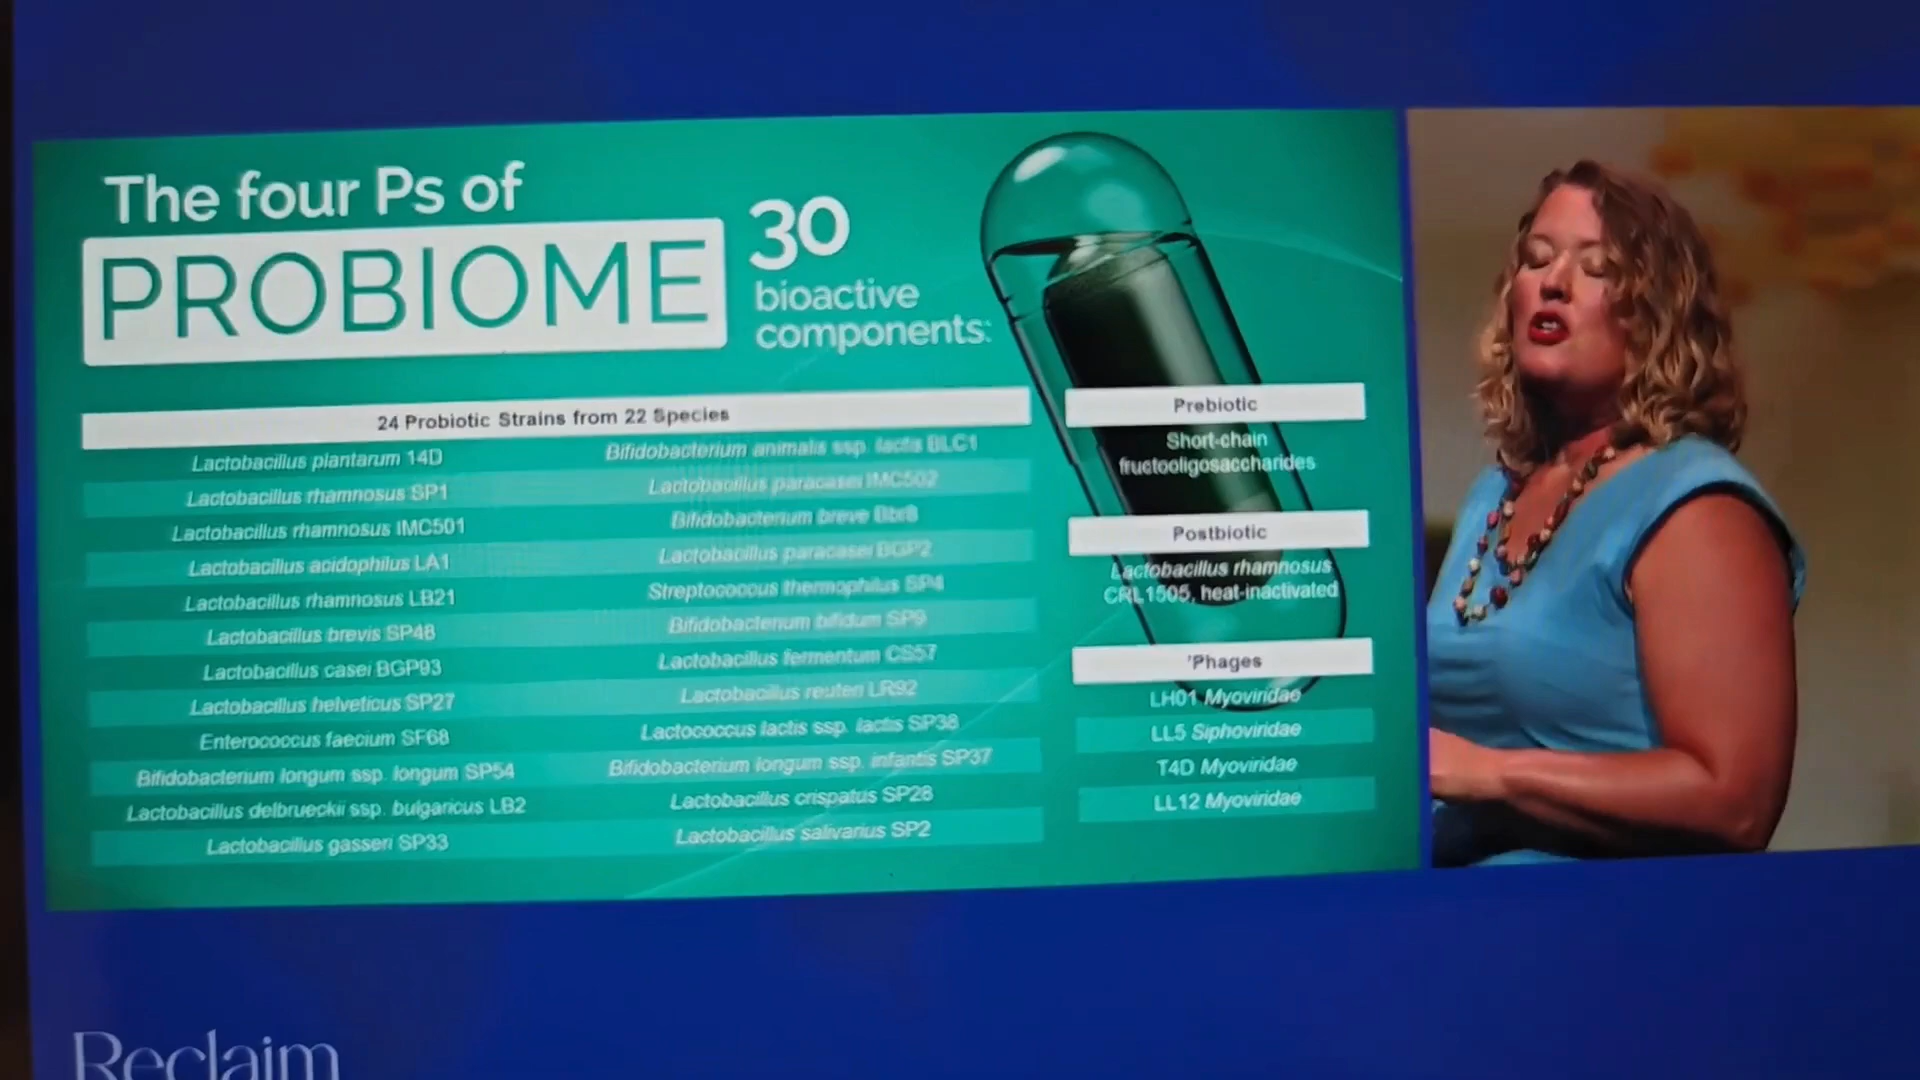 The four Ps of
PROBIOME
30
bioactive
components:
24 Probiotic Strains from 22 Species
Lactobacillus plantarum 14D
Lactobacillus rhamnosus SP1
Lactobacillus rhamnosus IMC501
Lactobacillus acidophilus LA1
Lactobacillus rhamnosus LB21
Lactobacillus brevis SP48
Lactobacillus casei BGP93
Lactobacillus helveticus SP27
Enterococcus faecium SF68
Bifidobacterium longum ssp. longum SP54
Lactobacillus delbrueckii ssp. bulgaricus LB2
Lactobacillus gasseri SP33
Bifidobacterium animalis ssp. lactis BLC1
Lactobacillus paracasei IMC502
Bifidobacterium breve Bbr8
Lactobacillus paracasei BGP2
Streptococcus thermophilus SP4
Bifidobacterium bifidum SP9
Lactobacillus fermentum CS57
Lactobacillus reuteri LR92
Lactococcus lactis ssp. lactis SP38
Bifidobacterium longum ssp. infantis SP37
Lactobacillus crispatus SP28
Lactobacillus salivarius SP2
Prebiotic
Short-chain
fructooligosaccharides
Postbiotic
Lactobacillus rhamnosus
CRL1505, heat-inactivated
'Phages
LH01 Myoviridae
LL5 Siphoviridae
T4D Myoviridae
LL12 Myoviridae
Reclaim